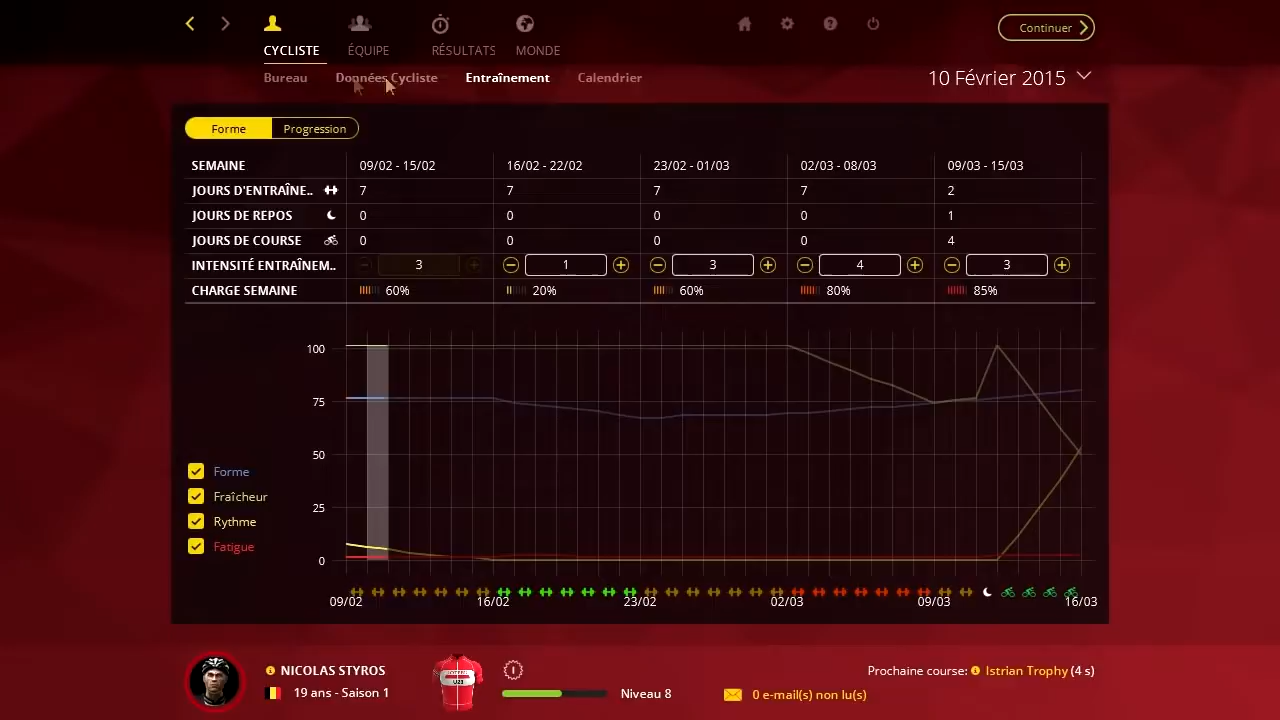 CYCLISTE ÉQUIPE RÉSULTATS MONDE
Continuer
Bureau Données Cycliste Entraînement Calendrier
10 Février 2015
Forme Progression
SEMAINE 09/02 - 15/02 16/02 - 22/02 23/02 - 01/03 02/03 - 08/03 09/03 - 15/03
JOURS D'ENTRAÎNE.. 7 7 7 7 2
JOURS DE REPOS 0 0 0 0 1
JOURS DE COURSE 0 0 0 0 4
INTENSITÉ ENTRAÎNEM.. 3 1 3 4 3
CHARGE SEMAINE 60% 20% 60% 80% 85%
100
75
50
25
0
Forme
Fraîcheur
Rythme
Fatigue
09/02 16/02 23/02 02/03 09/03 16/03
NICOLAS STYROS
19 ans - Saison 1
U23
Niveau 8
Prochaine course: Istrian Trophy (4 s)
0 e-mail(s) non lu(s)